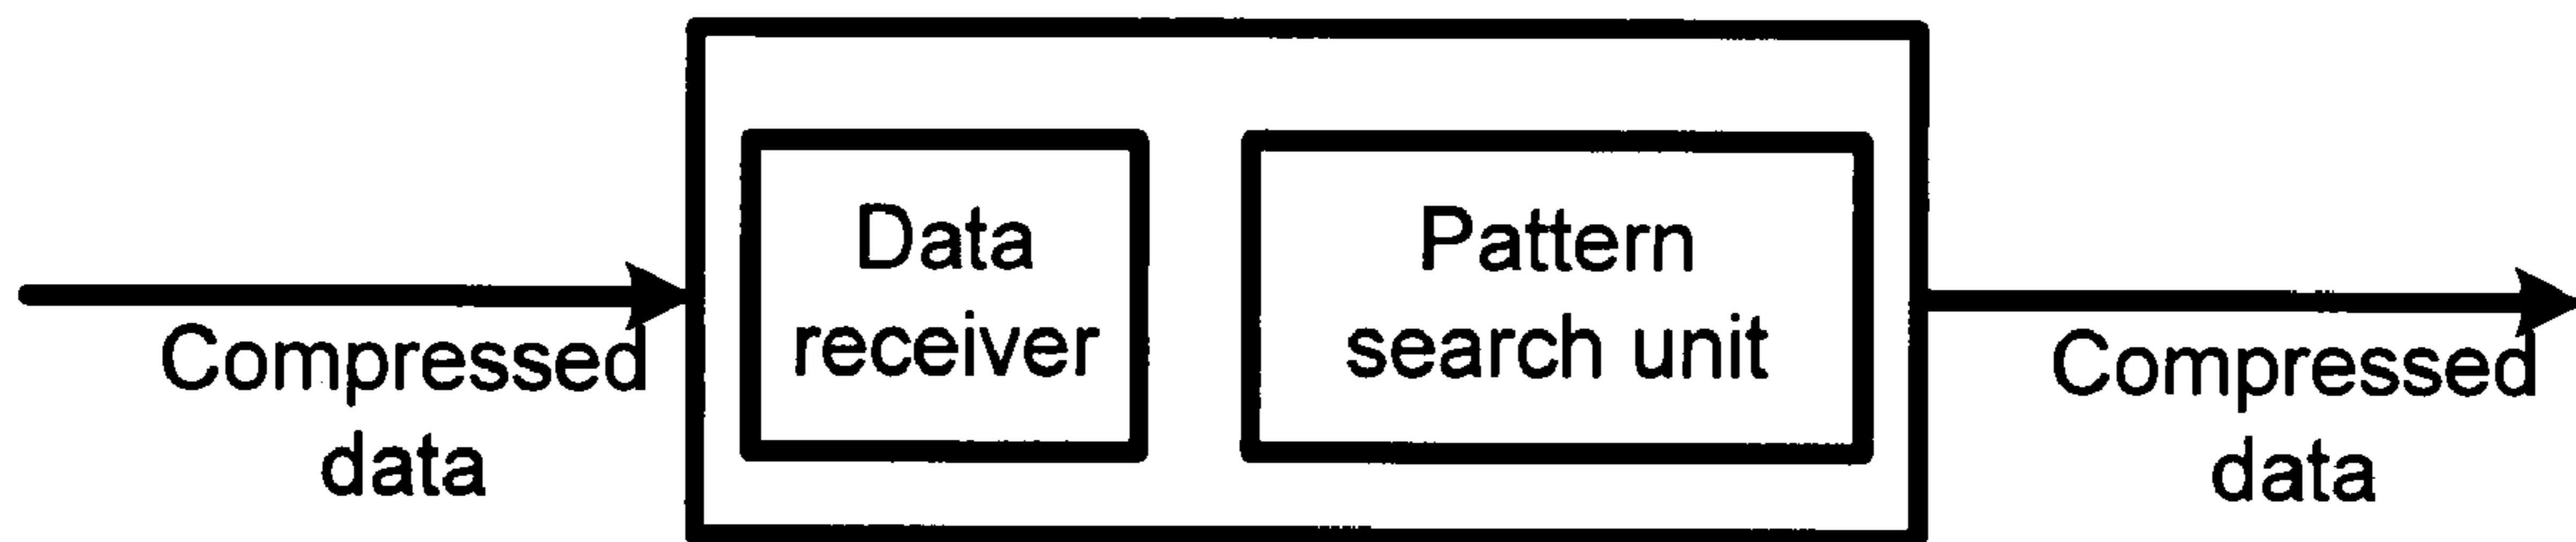 Compressed
data
Data
receiver
Pattern
search unit
Compressed
data